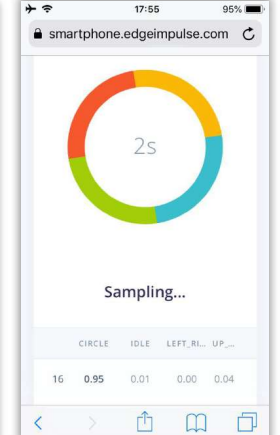 17:55 95%
smartphone.edgeimpulse.com
2s
Sampling...
CIRCLE IDLE LEFT_RI... UP_...
16 0.95 0.01 0.00 0.04